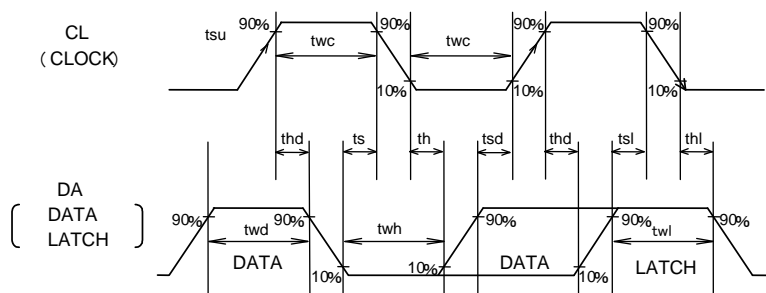 CL
( CLOCK)
tsu
90%
90%
90%
90%
twc
twc
10%
10%
10%
10%
thd
ts
th
tsd
thd
tsl
thl
DA
DATA
LATCH
90%
90%
90%
90%
90%
twd
twh
twl
10%
10%
10%
DATA
DATA
LATCH